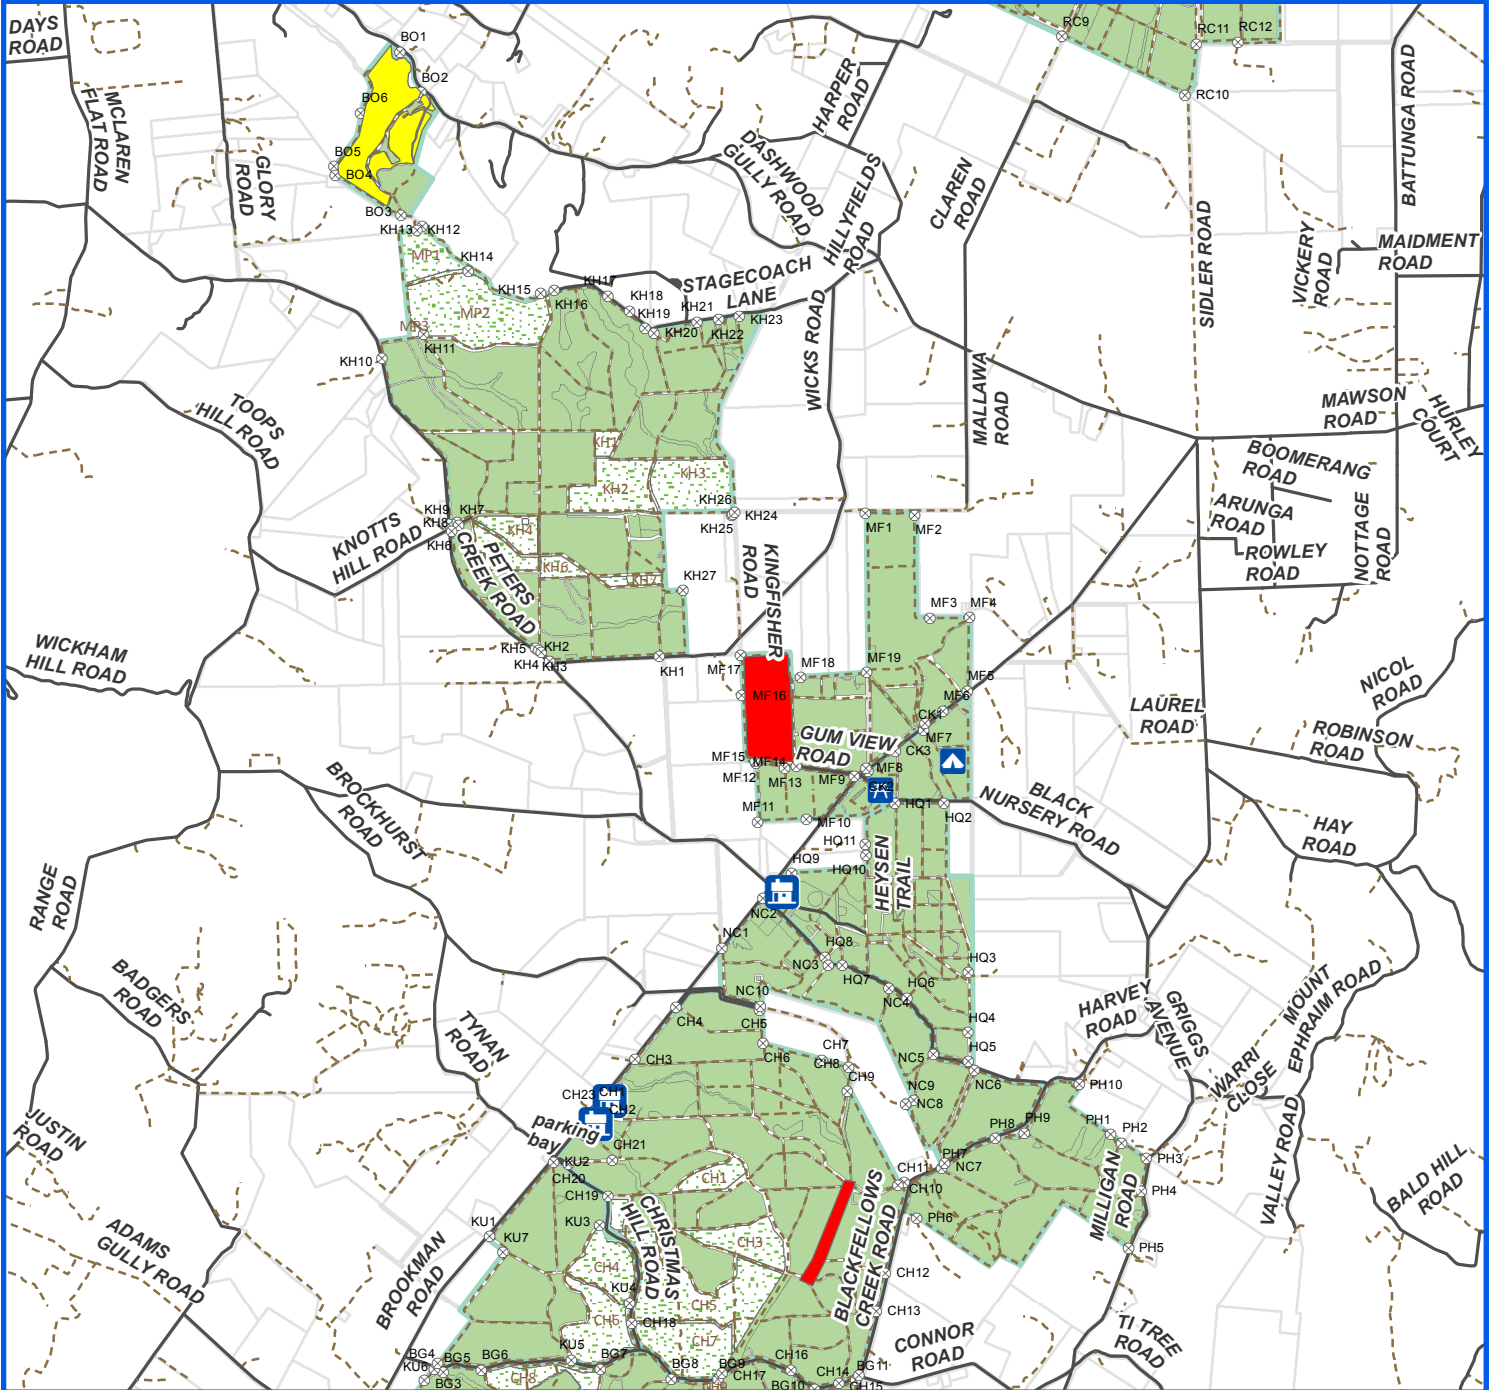 DAYS
ROAD
MCLAREN
FLAT ROAD
GLORY
ROAD
BO1
BO2
BO6
BO5
BO4
BO3
KH13
KH12
MP1
KH14
MP2
MP3
KH11
KH10
KH15
KH16
KH17
KH18
KH19
KH20
KH21
KH22
KH23
STAGECOACH
LANE
DASHWOOD
GULLY ROAD
HARPER
ROAD
HILLYFIELDS
ROAD
CLAREN
ROAD
WICKS ROAD
MALLAWA
ROAD
RC9
RC11
RC12
RC10
SIDLER ROAD
VICKERY
ROAD
BATTUNGA ROAD
MAIDMENT
ROAD
MAWSON
ROAD
HURLEY
COURT
BOOMERANG
ROAD
ARUNGA
ROAD
ROWLEY
ROAD
NOTTAGE
ROAD
TOOPS
HILL ROAD
KNOTTS
HILL ROAD
KH9
KH7
KH8
KH6
PETERS
CREEK ROAD
KH1
KH2
KH3
KH4
KH6
KH7
KH26
KH24
KH25
KH27
KH5
KH2
KH4
KH3
KH1
KINGFISHER
ROAD
MF1
MF2
MF3
MF4
MF5
MF6
CK1
MF7
CK3
MF8
CK2
MF9
MF19
MF18
MF17
MF16
MF15
MF14
MF12
MF13
MF11
MF10
GUM VIEW
ROAD
WICKHAM
HILL ROAD
LAUREL
ROAD
NICOL
ROAD
ROBINSON
ROAD
HAY
ROAD
BLACK
NURSERY ROAD
HQ1
HQ2
HQ11
HQ10
HQ9
HEYSEN
TRAIL
NC2
NC1
HQ8
NC3
HQ7
HQ6
NC4
HQ3
HQ4
HQ5
NC5
NC6
NC9
NC8
NC10
CH5
CH4
CH6
CH7
CH8
CH9
CH3
CH23
CH1
CH2
parking
bay
CH21
KU2
CH20
CH19
BROCKHURST
ROAD
RANGE
ROAD
BADGERS
ROAD
TYNAN
ROAD
JUSTIN
ROAD
ADAMS
GULLY ROAD
BROOKMAN
ROAD
KU1
KU7
KU3
KU4
CHRISTMAS
HILL ROAD
CH1
CH3
CH4
CH5
CH6
CH7
CH8
CH18
KU5
BG4
KU6
BG5
BG3
BG6
BG7
BG8
BG9
CH17
CH16
BG10
CH14
BG11
CH15
BLACKFELLOWS
CREEK ROAD
CONNOR
ROAD
CH11
CH10
PH7
NC7
PH6
CH12
CH13
PH8
PH9
PH10
PH1
PH2
PH3
PH4
PH5
MILLIGAN
ROAD
TI TREE
ROAD
HARVEY
ROAD
GRIGGS
AVENUE
WARRI
CLOSE
MOUNT
EPHRAIM ROAD
VALLEY ROAD
BALD HILL
ROAD